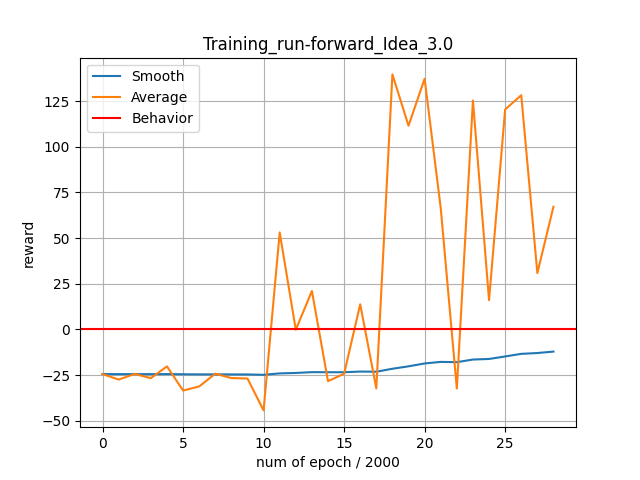 Training_run-forward_Idea_3.0
Smooth
Average
Behavior
reward
125
100
75
50
25
0
−25
−50
0 5 10 15 20 25
num of epoch / 2000